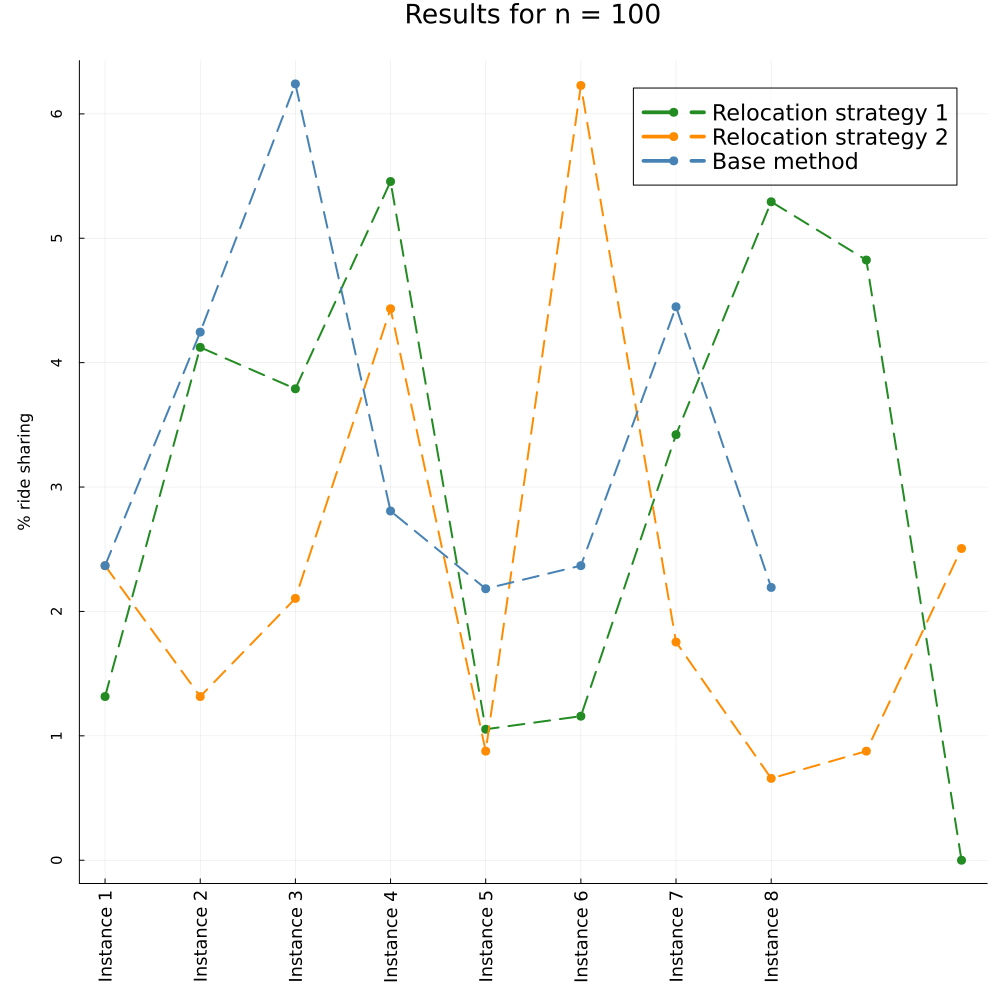 Results for n = 100
Relocation strategy 1
Relocation strategy 2
Base method
% ride sharing
6
5
4
3
2
1
0
Instance 1
Instance 2
Instance 3
Instance 4
Instance 5
Instance 6
Instance 7
Instance 8